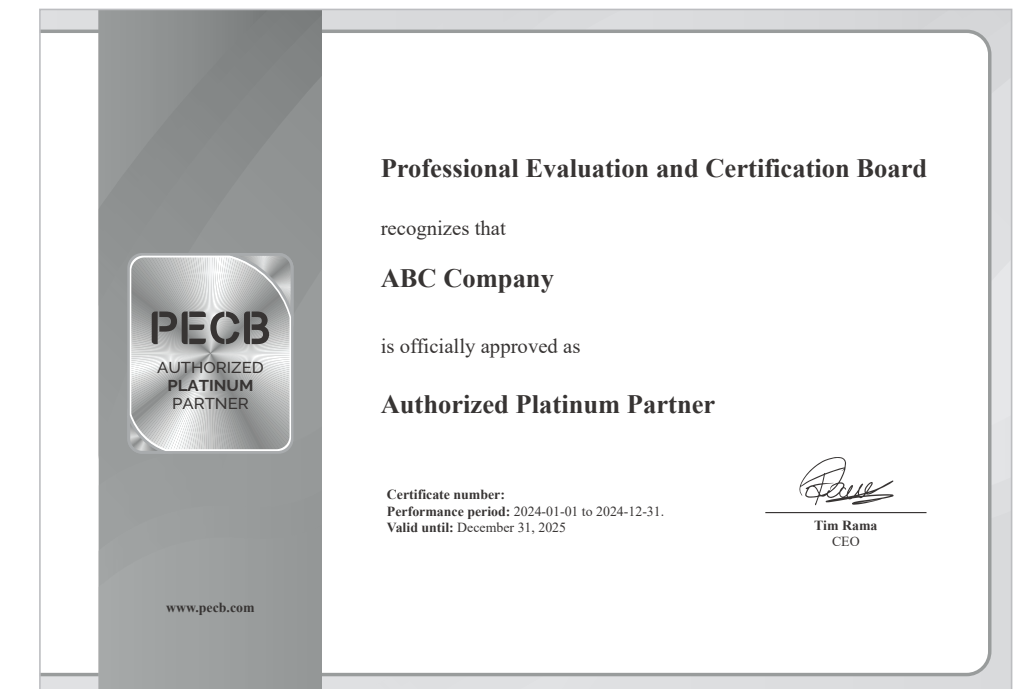 Professional Evaluation and Certification Board
recognizes that
ABC Company
is officially approved as
Authorized Platinum Partner
PECB
AUTHORIZED
PLATINUM
PARTNER
Certificate number:
Performance period: 2024-01-01 to 2024-12-31.
Valid until: December 31, 2025
Tim Rama
CEO
www.pecb.com